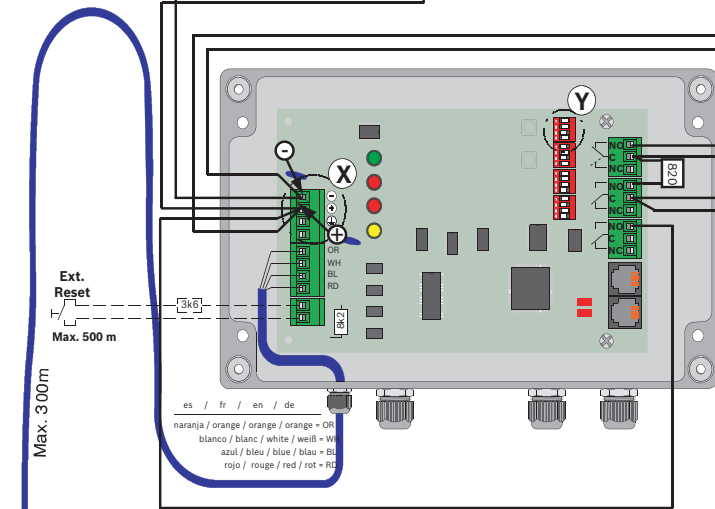 Y
X
-
+
NO
C
NC
NO
C
NC
NO
C
NC
820
OR
WH
BL
RD
Ext.
Reset
3k6
8k2
Max. 500 m
Max. 300m
es / fr / en / de
naranja / orange / orange / orange = OR
blanco / blanc / white / weiß = WH
azul / bleu / blue / blau = BL
rojo / rouge / red / rot = RD